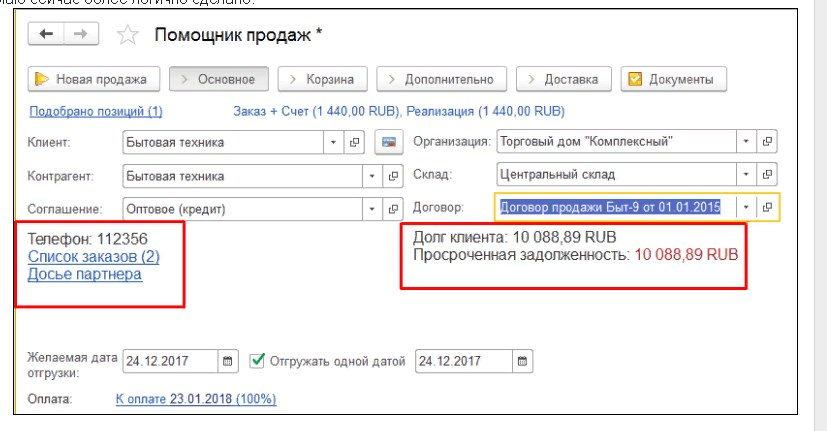 сейчас более логично сделано.
Помощник продаж *
Новая продажа Основное Корзина Дополнительно Доставка Документы
Подобрано позиций (1) Заказ + Счет (1 440,00 RUB), Реализация (1 440,00 RUB)
Клиент: Бытовая техника Организация: Торговый дом "Комплексный"
Контрагент: Бытовая техника Склад: Центральный склад
Соглашение: Оптовое (кредит) Договор: Договор продажи Быт-9 от 01.01.2015
Телефон: 112356 Долг клиента: 10 088,89 RUB
Список заказов (2) Просроченная задолженность: 10 088,89 RUB
Досье партнера
Желаемая дата
отгрузки: 24.12.2017 Отгружать одной датой 24.12.2017
Оплата: К оплате 23.01.2018 (100%)